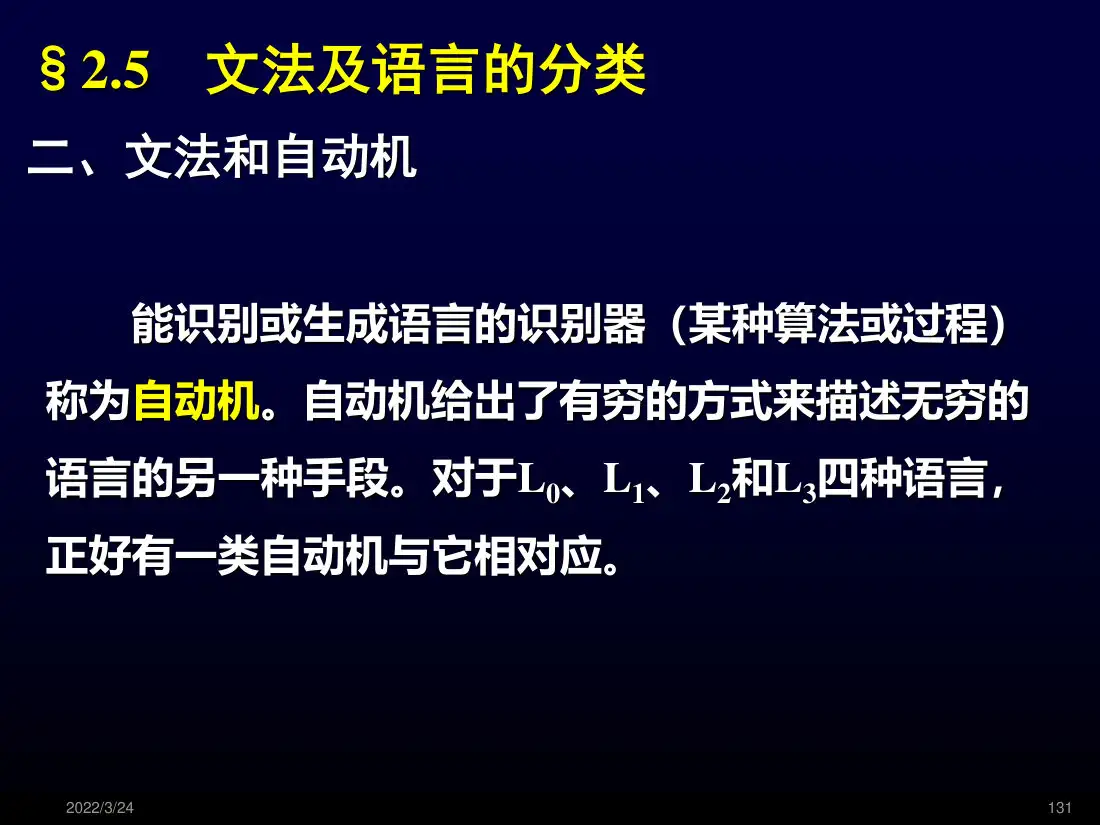 §2.5 文法及语言的分类
二、文法和自动机
能识别或生成语言的识别器（某种算法或过程）
称为自动机。自动机给出了有穷的方式来描述无穷的
语言的另一种手段。对于L₀、L₁、L₂和L₃四种语言，
正好有一类自动机与它相对应。
2022/3/24
131